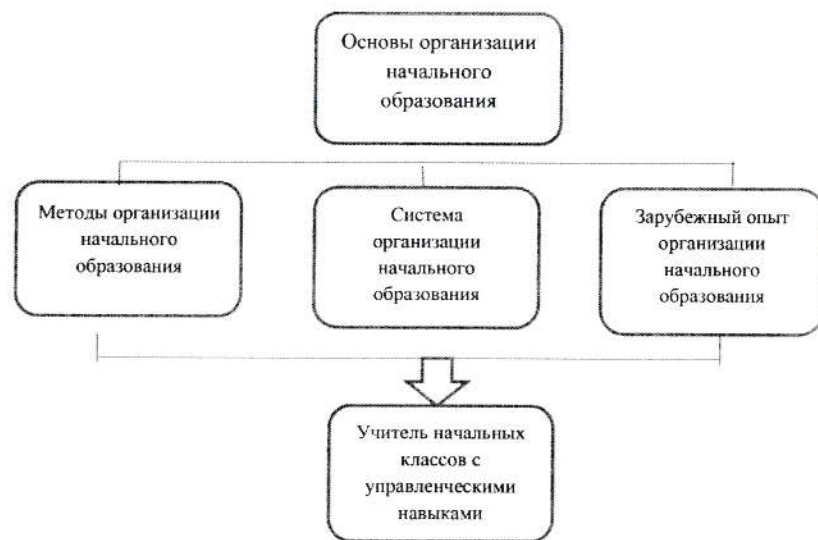 Основы организации
начального
образования
Методы организации
начального
образования
Система
организации
начального
образования
Зарубежный опыт
организации
начального
образования
Учитель начальных
классов с
управленческими
навыками